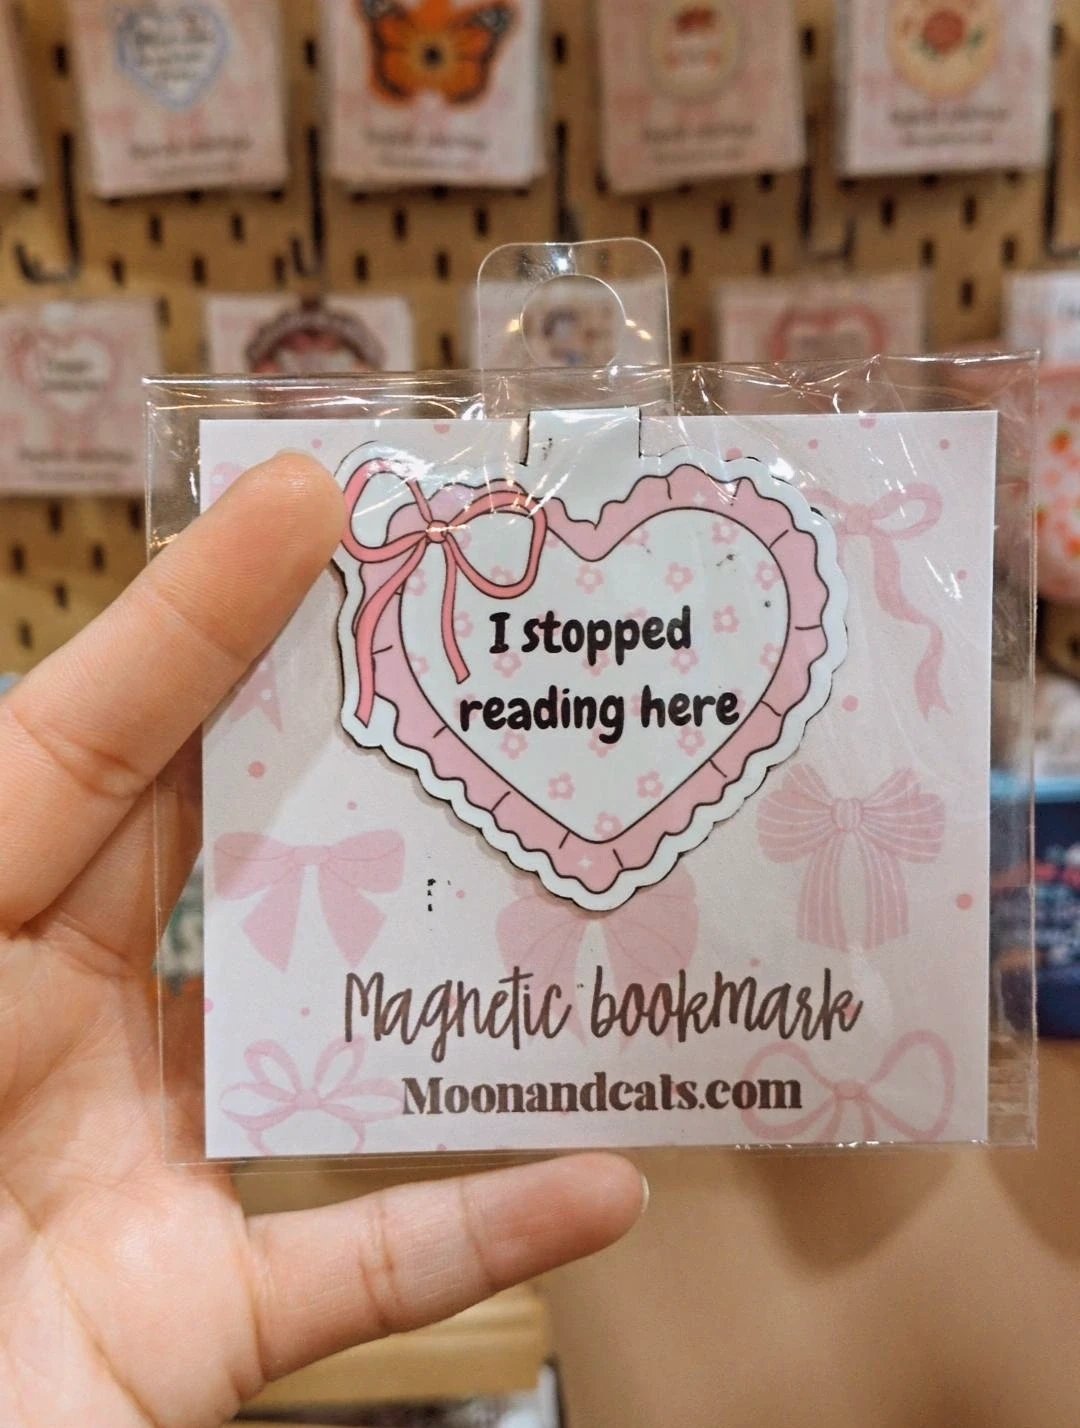 I stopped
reading here
Magnetic bookmark
Moonandcats.com